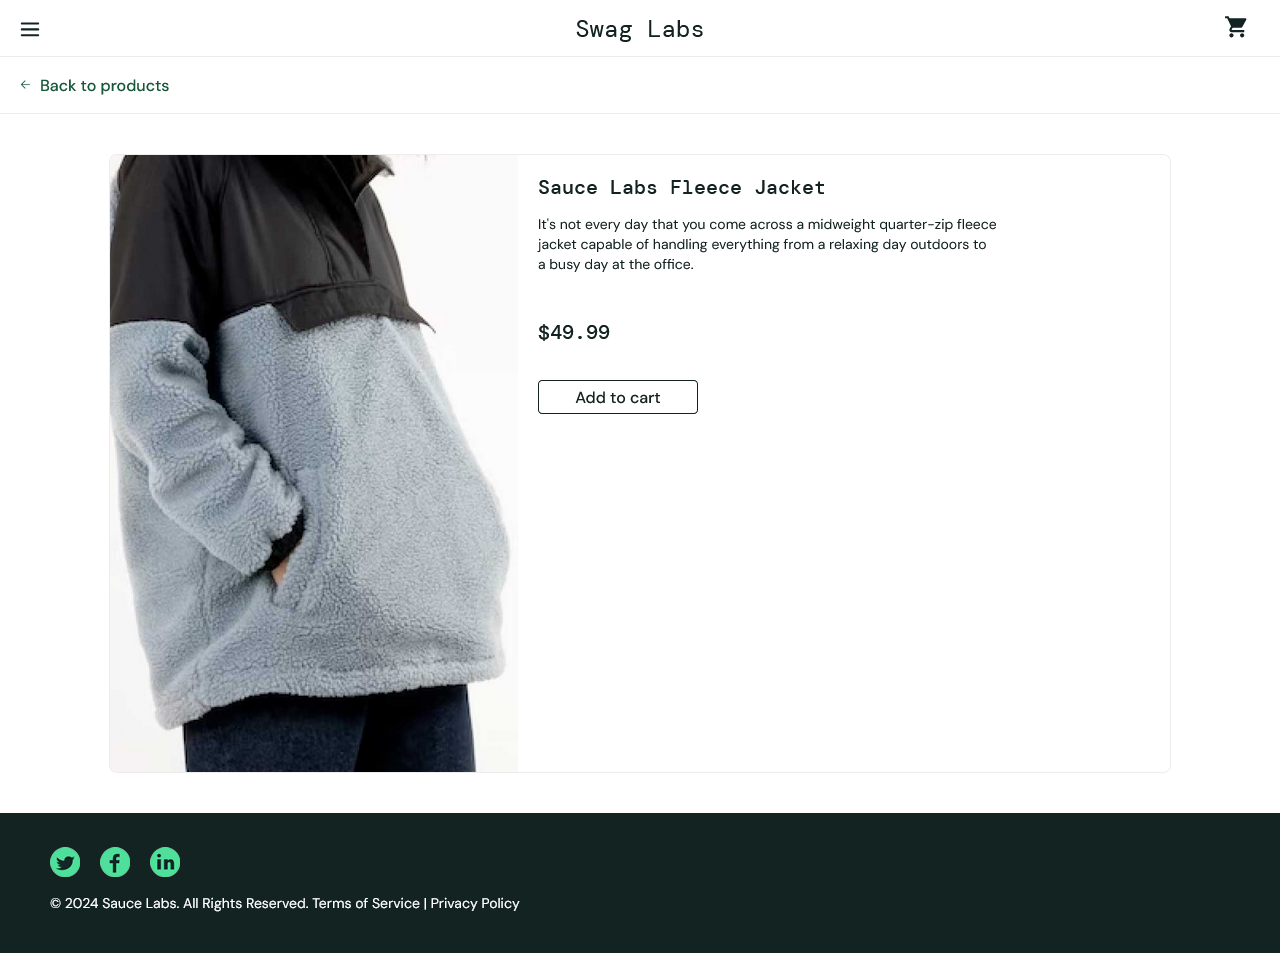 Swag Labs
Back to products
Sauce Labs Fleece Jacket
It's not every day that you come across a midweight quarter-zip fleece
jacket capable of handling everything from a relaxing day outdoors to
a busy day at the office.
$49.99
Add to cart
© 2024 Sauce Labs. All Rights Reserved. Terms of Service | Privacy Policy